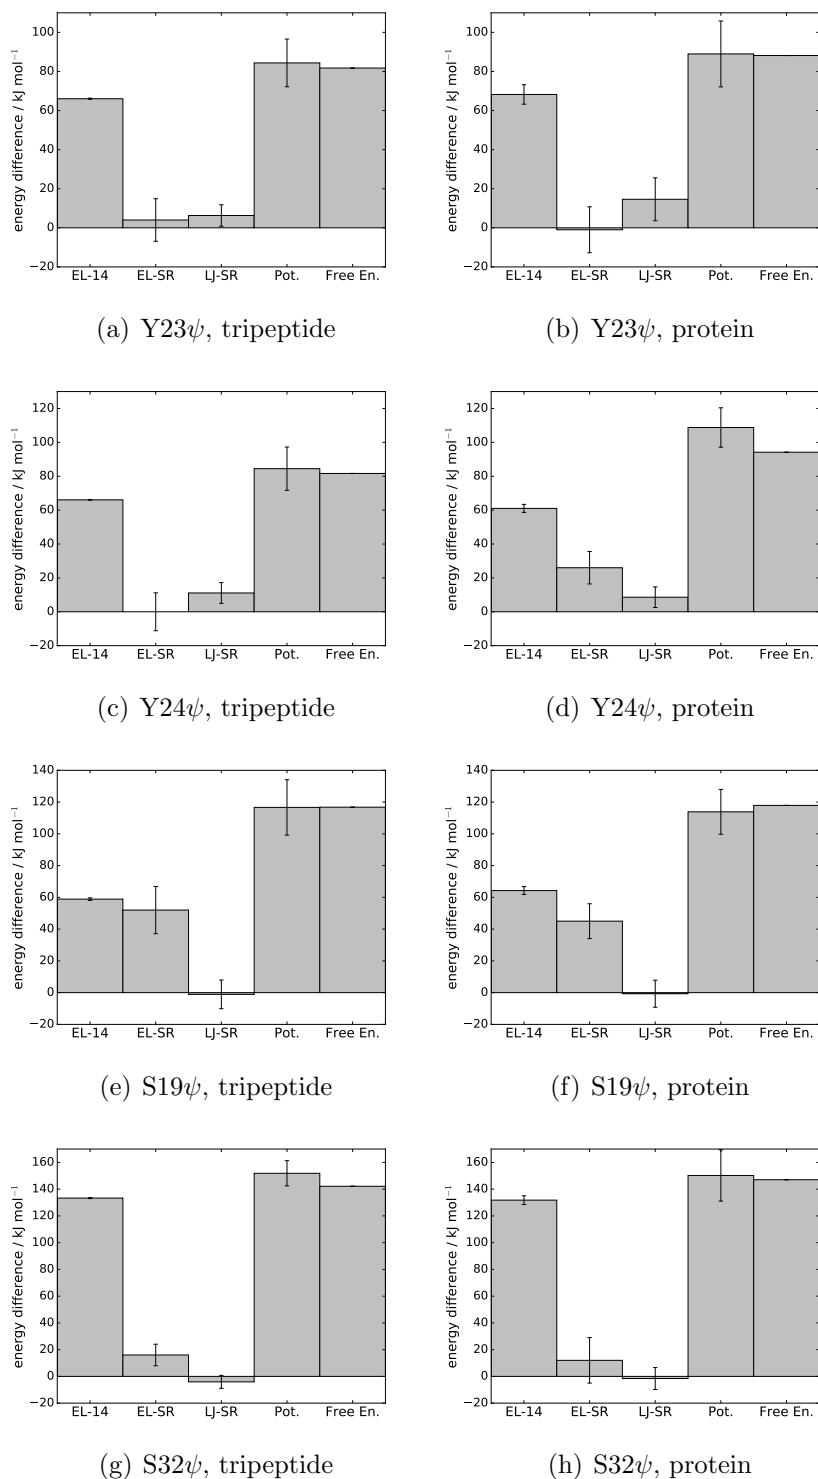 energy difference / kJ mol⁻¹
100
80
60
40
20
0
−20
EL-14 EL-SR LJ-SR Pot. Free En.
(a) Y23ψ, tripeptide
energy difference / kJ mol⁻¹
100
80
60
40
20
0
−20
EL-14 EL-SR LJ-SR Pot. Free En.
(b) Y23ψ, protein
energy difference / kJ mol⁻¹
120
100
80
60
40
20
0
−20
EL-14 EL-SR LJ-SR Pot. Free En.
(c) Y24ψ, tripeptide
energy difference / kJ mol⁻¹
120
100
80
60
40
20
0
−20
EL-14 EL-SR LJ-SR Pot. Free En.
(d) Y24ψ, protein
energy difference / kJ mol⁻¹
140
120
100
80
60
40
20
0
−20
EL-14 EL-SR LJ-SR Pot. Free En.
(e) S19ψ, tripeptide
energy difference / kJ mol⁻¹
140
120
100
80
60
40
20
0
−20
EL-14 EL-SR LJ-SR Pot. Free En.
(f) S19ψ, protein
energy difference / kJ mol⁻¹
160
140
120
100
80
60
40
20
0
−20
EL-14 EL-SR LJ-SR Pot. Free En.
(g) S32ψ, tripeptide
energy difference / kJ mol⁻¹
160
140
120
100
80
60
40
20
0
−20
EL-14 EL-SR LJ-SR Pot. Free En.
(h) S32ψ, protein